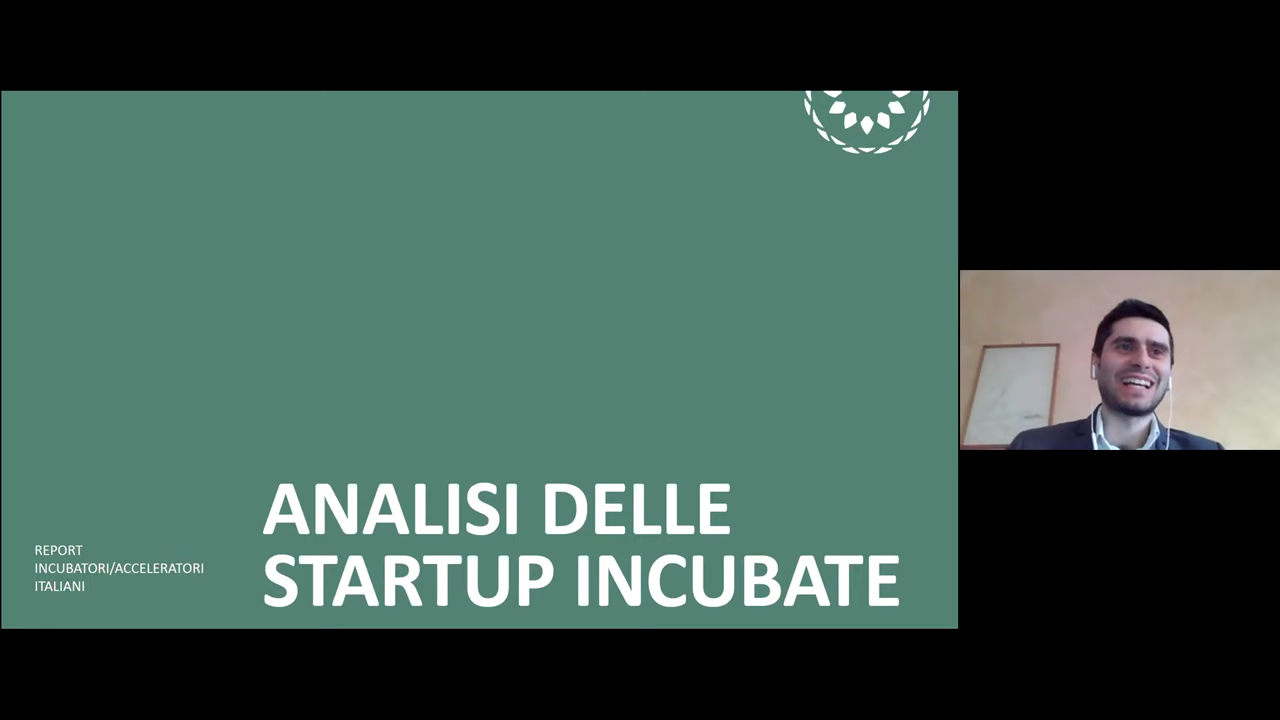 REPORT
INCUBATORI/ACCELERATORI
ITALIANI
ANALISI DELLE
STARTUP INCUBATE